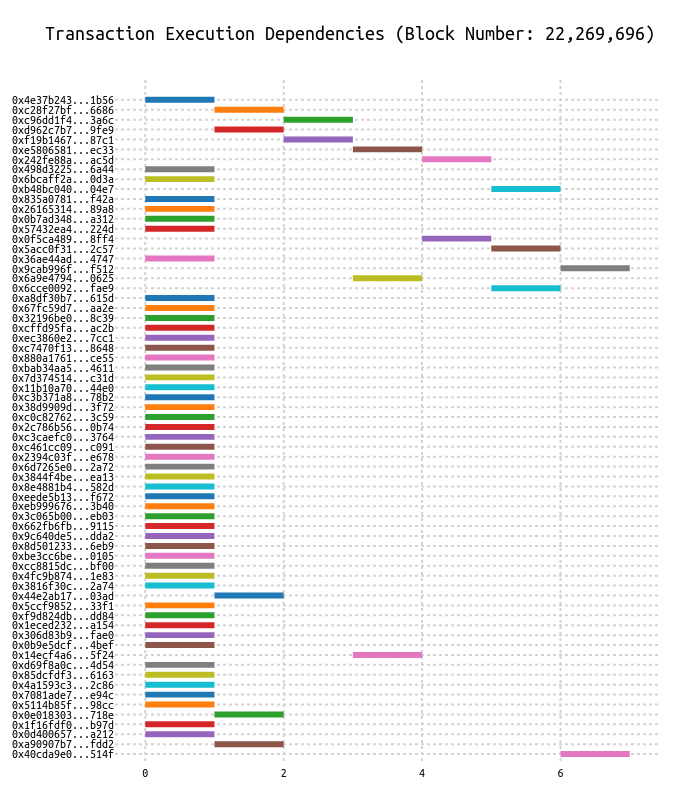 Transaction Execution Dependencies (Block Number: 22,269,696)
0x4e37b243...1b56
0xc28f27bf...6686
0xc96dd1f4...3a6c
0xd962c7b7...9fe9
0xf19b1467...87c1
0xe5806581...ec33
0x242fe88a...ac5d
0x498d3225...6a44
0x6bcaff2a...0d3a
0xb48bc040...04e7
0x835a0781...f42a
0x26165314...89a8
0x0b7ad348...a312
0x57432ea4...224d
0x0f5ca489...8ff4
0x5acc0f31...2c57
0x36ae44ad...4747
0x9cab996f...f512
0x6a9e4794...0625
0x6cce0092...fae9
0xa8df30b7...615d
0x67fc59d7...aa2e
0x32196be0...8c39
0xcffd95fa...ac2b
0xec3860e2...7cc1
0xc7470f13...8648
0x880a1761...ce55
0xbab34aa5...4611
0x7d374514...c31d
0x11b10a70...44e0
0xc3b371a8...78b2
0x38d9909d...3f72
0xc0c82762...3c59
0x2c786b56...0b74
0xc3caefc0...3764
0xc461cc09...c091
0x2394c03f...e678
0x6d7265e0...2a72
0x3844f4be...ea13
0x8e4881b4...582d
0xeede5b13...f672
0xeb999676...3b40
0x3c065b00...eb03
0x662fb6fb...9115
0x9c640de5...dda2
0x8d501233...6eb9
0xbe3cc6be...0105
0xcc8815dc...bf00
0x4fc9b874...1e83
0x3816f30c...2a74
0x44e2ab17...03ad
0x5ccf9852...33f1
0xf9d824db...dd84
0x1eced232...a154
0x306d83b9...fae0
0x0b9e5dcf...4bef
0x14ecf4a6...5f24
0xd69f8a0c...4d54
0x85dcfdf3...6163
0x4a1593c3...2c86
0x7081ade7...e94c
0x5114b85f...98cc
0x0e018303...718e
0x1f16fdf0...b97d
0x0d400657...a212
0xa90907b7...fdd2
0x40cda9e0...514f
0 2 4 6